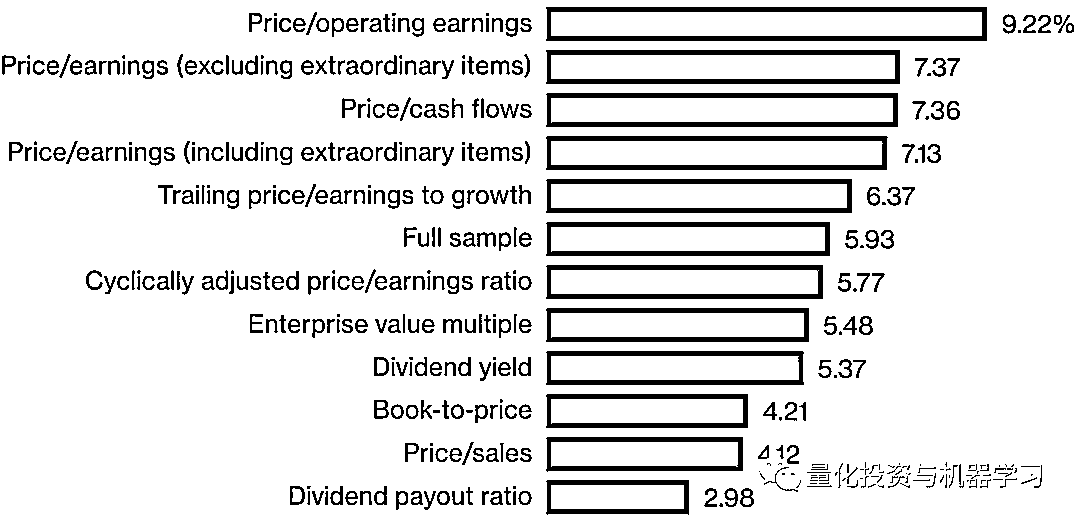 Price/operating earnings 9.22%
Price/earnings (excluding extraordinary items) 7.37
Price/cash flows 7.36
Price/earnings (including extraordinary items) 7.13
Trailing price/earnings to growth 6.37
Full sample 5.93
Cyclically adjusted price/earnings ratio 5.77
Enterprise value multiple 5.48
Dividend yield 5.37
Book-to-price 4.21
Price/sales 4.12
量化投资与机器学习
Dividend payout ratio 2.98